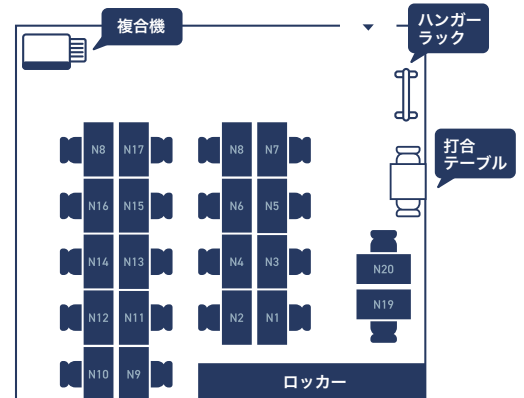 複合機
ハンガー
ラック
打合
テーブル
N8 N17 N8 N7
N16 N15 N6 N5
N14 N13 N4 N3
N20
N12 N11 N2 N1
N19
N10 N9
ロッカー